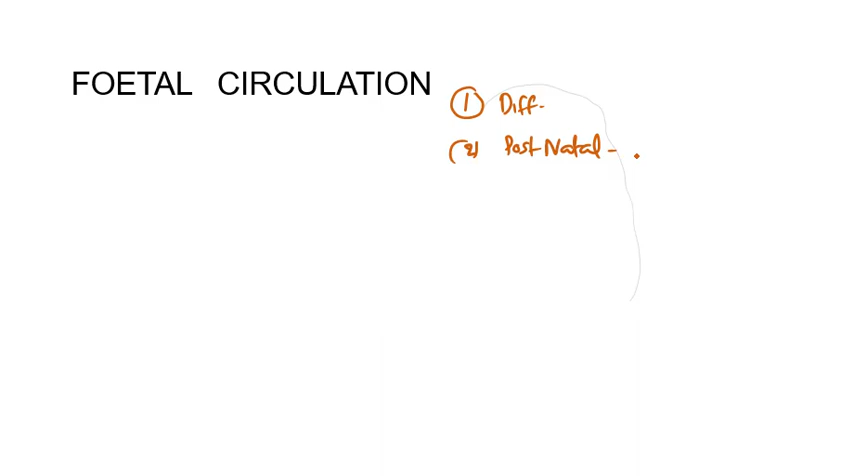 FOETAL CIRCULATION
① Diff.
(2) Post-Natal -